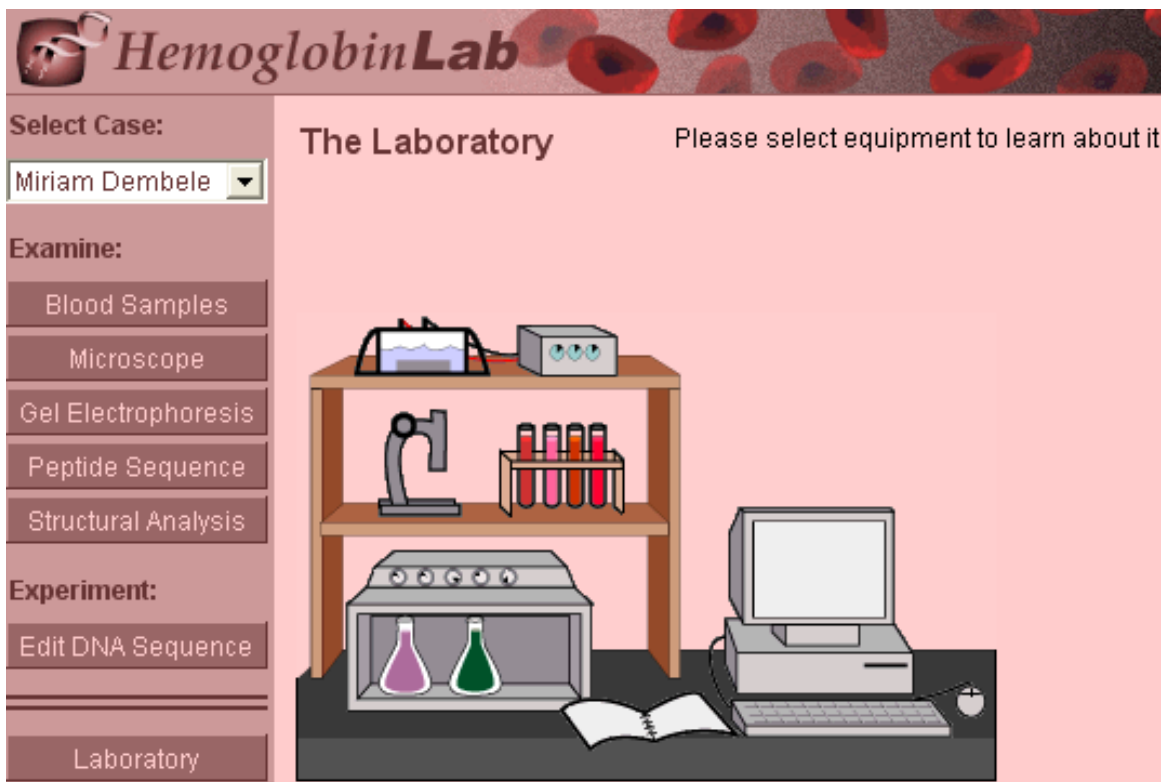 HemoglobinLab
Select Case:
Miriam Dembele
Examine:
Blood Samples
Microscope
Gel Electrophoresis
Peptide Sequence
Structural Analysis
Experiment:
Edit DNA Sequence
Laboratory
The Laboratory
Please select equipment to learn about it